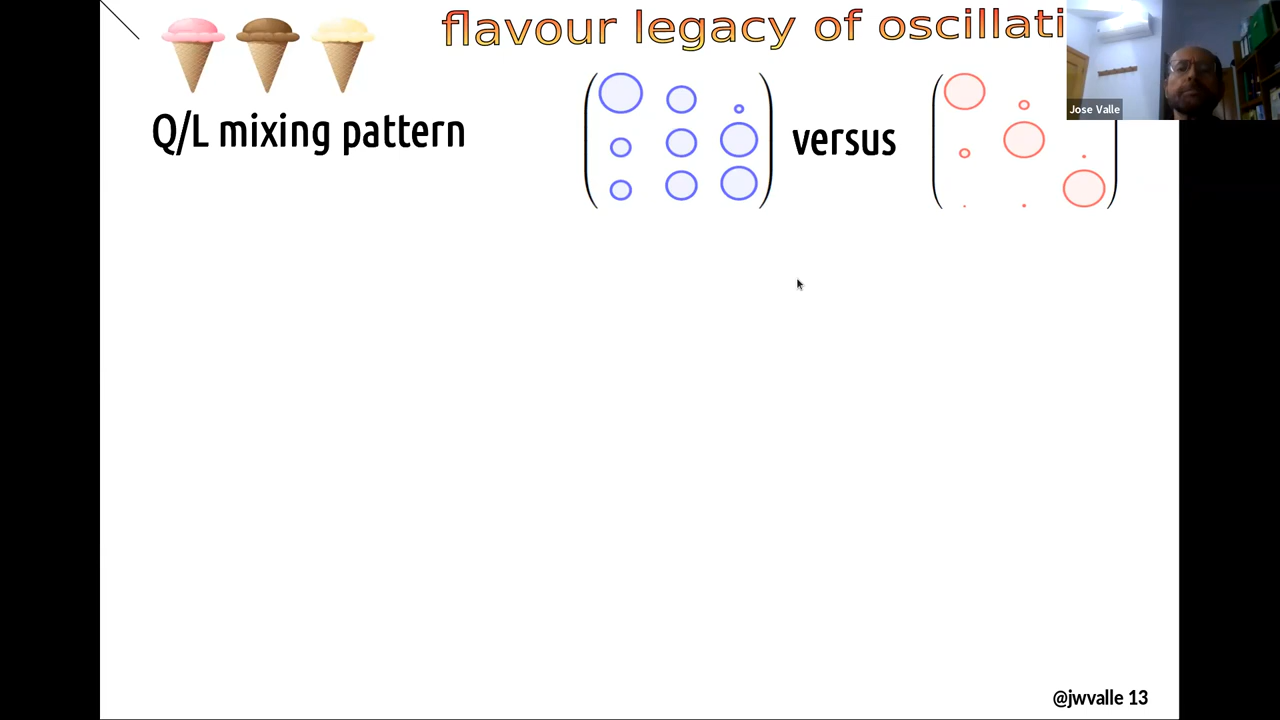 flavour legacy of oscillati
Jose Valle
Q/L mixing pattern
versus
@jwvalle 13